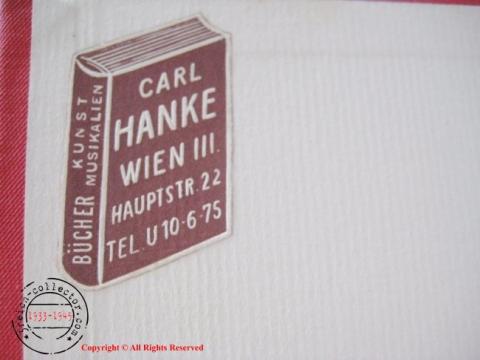 BÜCHER KUNST
MUSIKALIEN
CARL
HANKE
WIEN III.
HAUPTSTR. 22
TEL. U 10-6-75
1933-1945
Copyright © All Rights Reserved